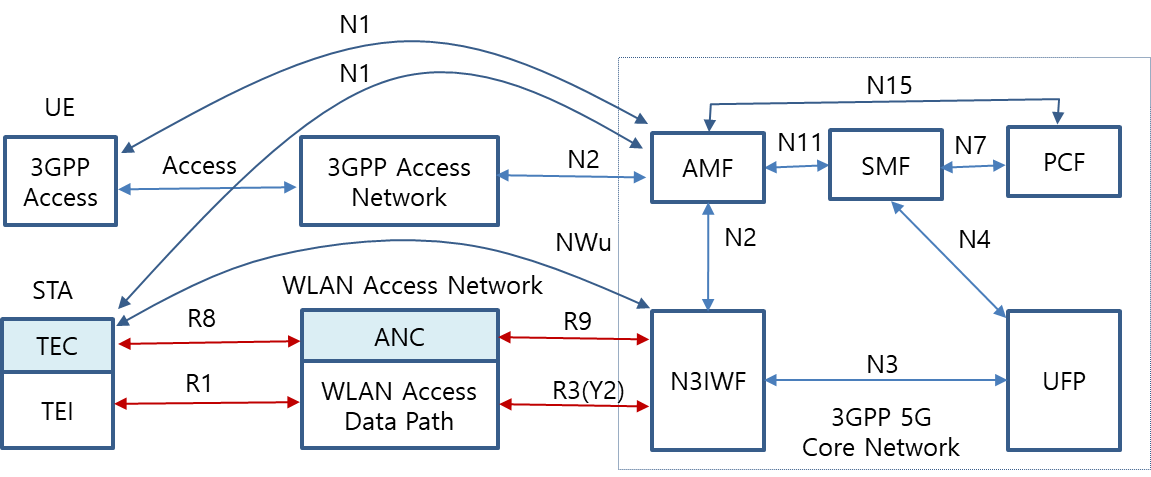 N1
N1
UE
3GPP
Access
Access
3GPP Access
Network
N2
AMF
N15
N11
SMF
N7
PCF
N2
N4
NWu
STA
WLAN Access Network
TEC
R8
ANC
R9
TEI
R1
WLAN Access
Data Path
R3(Y2)
N3IWF
N3
UFP
3GPP 5G
Core Network